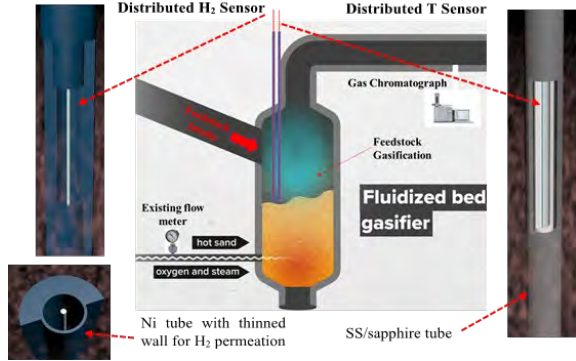 Distributed H₂ Sensor
Distributed T Sensor
Gas Chromatograph
Feedstock
Gasification
Existing flow
meter
Fluidized bed
gasifier
hot sand
oxygen and steam
Ni tube with thinned
wall for H₂ permeation
SS/sapphire tube